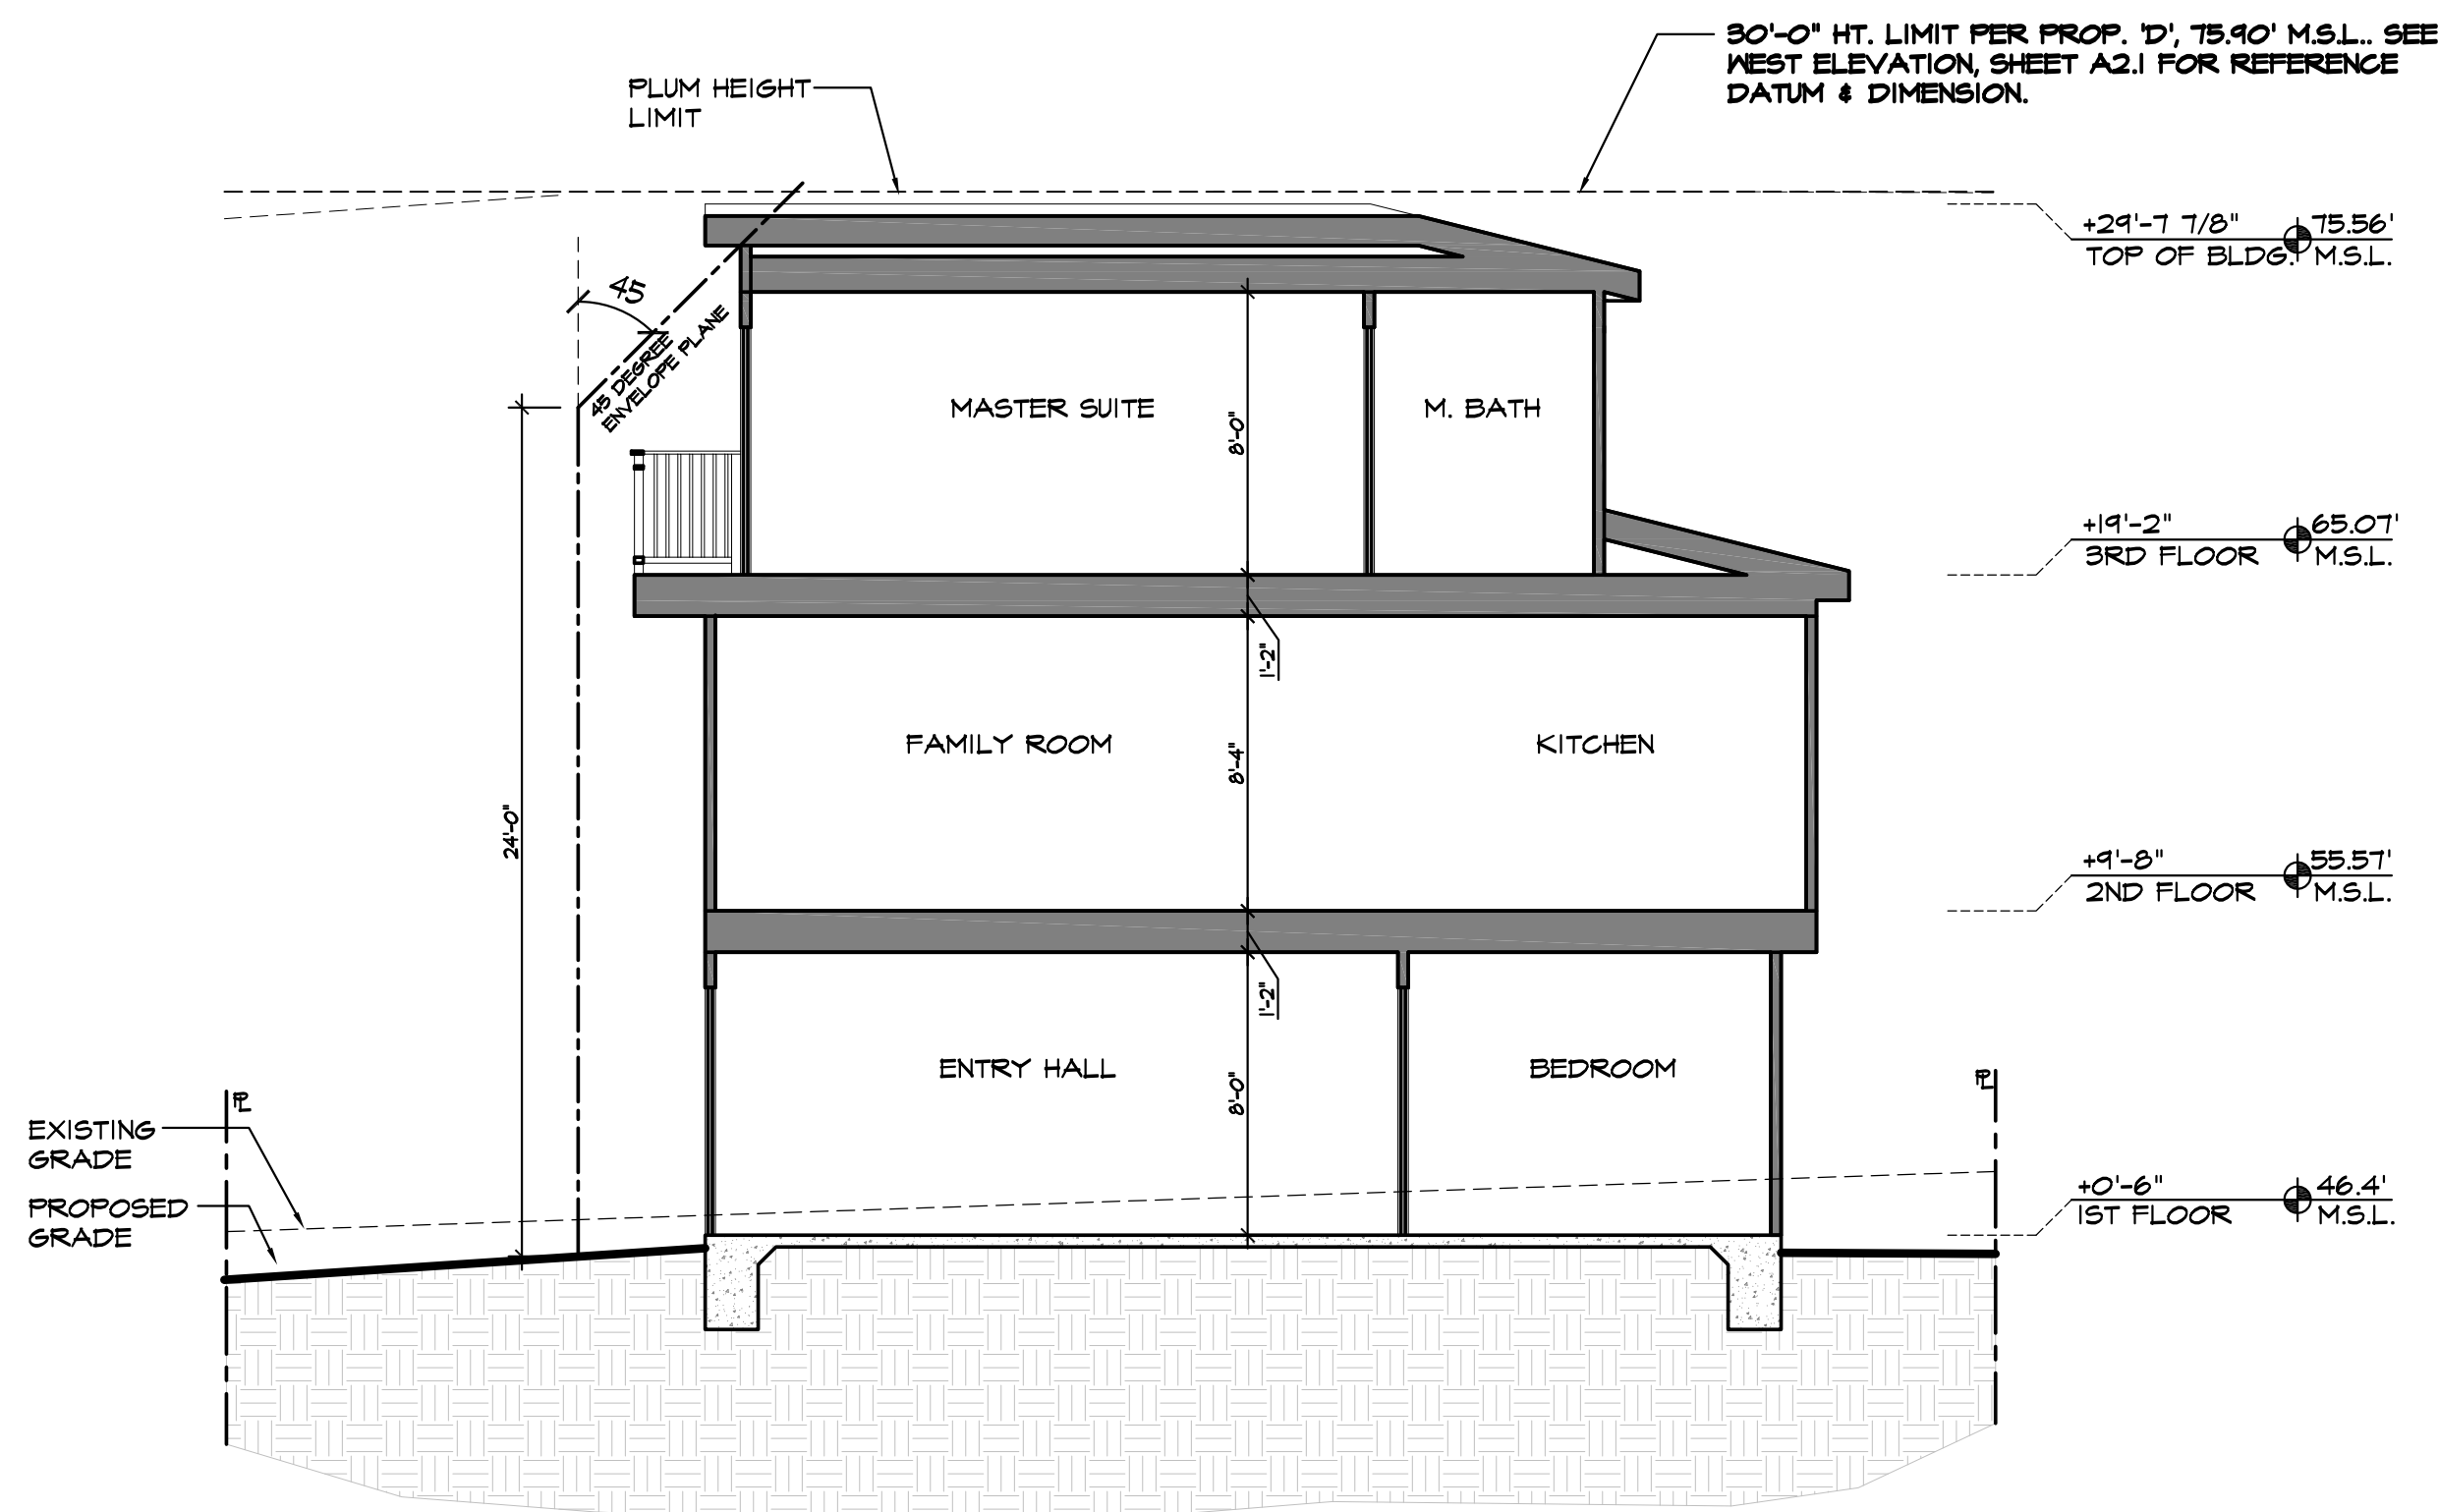 30'-0" HT. LIMIT PER PROP. 'D', 75.90' M.S.L.. SEE
WEST ELEVATION, SHEET A2.1 FOR REFERENCE
DATUM & DIMENSION.
PLUM HEIGHT
LIMIT
+29'-7 7/8" 75.56'
TOP OF BLDG. M.S.L.
45
45 DEGREE
ENVELOPE PLANE
MASTER SUITE
8'-0"
M. BATH
+19'-2" 65.07'
3RD FLOOR M.S.L.
1'-2"
FAMILY ROOM
8'-4"
KITCHEN
24'-0"
+9'-8" 55.57'
2ND FLOOR M.S.L.
1'-2"
ENTRY HALL
8'-0"
BEDROOM
PL
PL
EXISTING
GRADE
PROPOSED
GRADE
+0'-6" 46.4'
1ST FLOOR M.S.L.